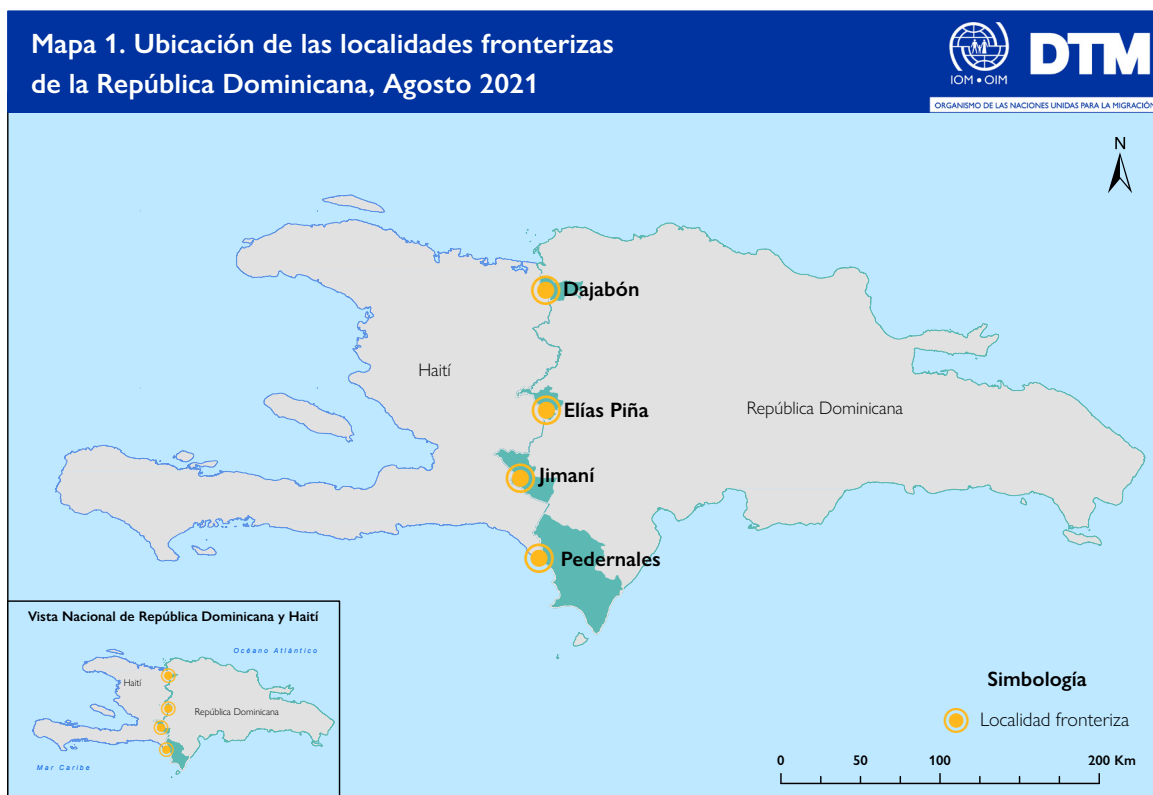 Mapa 1. Ubicación de las localidades fronterizas
de la República Dominicana, Agosto 2021
IOM • OIM
DTM
ORGANISMO DE LAS NACIONES UNIDAS PARA LA MIGRACIÓN
N
Dajabón
Haití
Elías Piña
República Dominicana
Jimaní
Pedernales
Vista Nacional de República Dominicana y Haití
Océano Atlántico
Haití
República Dominicana
Mar Caribe
Simbología
Localidad fronteriza
0 50 100 200 Km